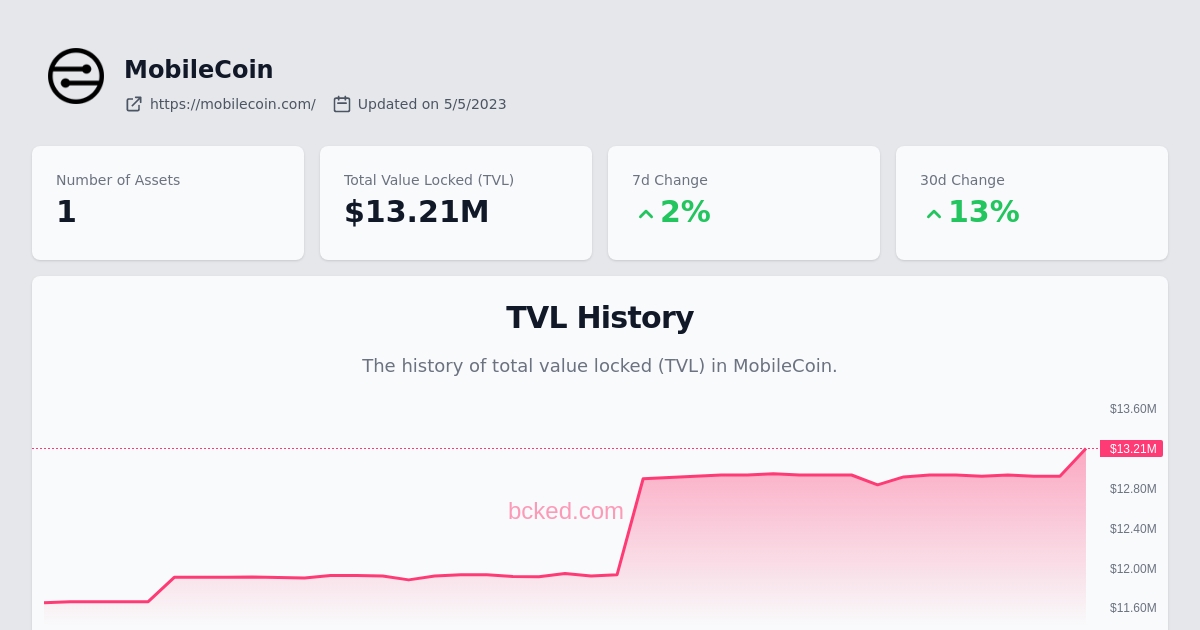 MobileCoin
https://mobilecoin.com/ Updated on 5/5/2023
Number of Assets
1
Total Value Locked (TVL)
$13.21M
7d Change
2%
30d Change
13%
TVL History
The history of total value locked (TVL) in MobileCoin.
$13.60M
$13.21M
$12.80M
bcked.com
$12.40M
$12.00M
$11.60M